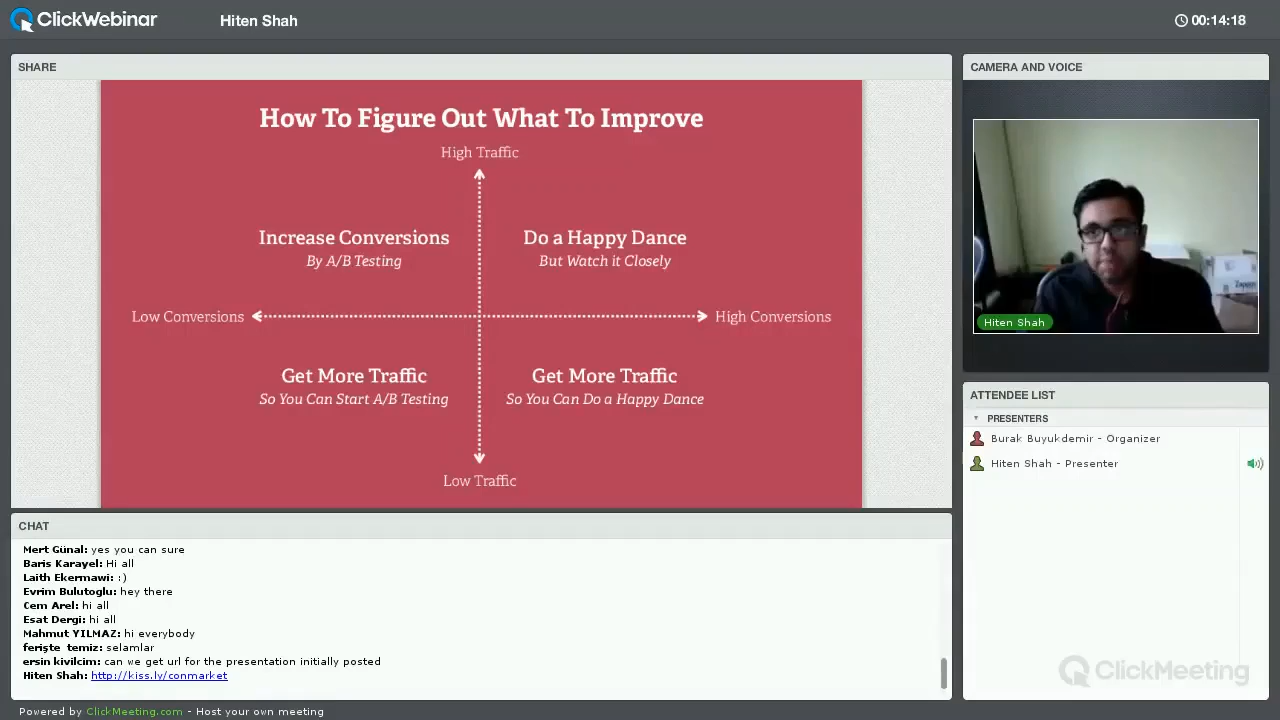 ClickWebinar
Hiten Shah
00:14:18
SHARE
How To Figure Out What To Improve
High Traffic
Increase Conversions
By A/B Testing
Do a Happy Dance
But Watch it Closely
Low Conversions
High Conversions
Get More Traffic
So You Can Start A/B Testing
Get More Traffic
So You Can Do a Happy Dance
Low Traffic
CAMERA AND VOICE
Hiten Shah
ATTENDEE LIST
PRESENTERS
Burak Buyukdemir - Organizer
Hiten Shah - Presenter
CHAT
Mert Günal: yes you can sure
Baris Karayel: Hi all
Laith Ekermawi: :)
Evrim Bulutoglu: hey there
Cem Arel: hi all
Esat Dergi: hi all
Mahmut YILMAZ: hi everybody
ferişte temiz: selamlar
ersin kivilcim: can we get url for the presentation initially posted
Hiten Shah: http://kiss.ly/conmarket
ClickMeeting
Powered by ClickMeeting.com - Host your own meeting